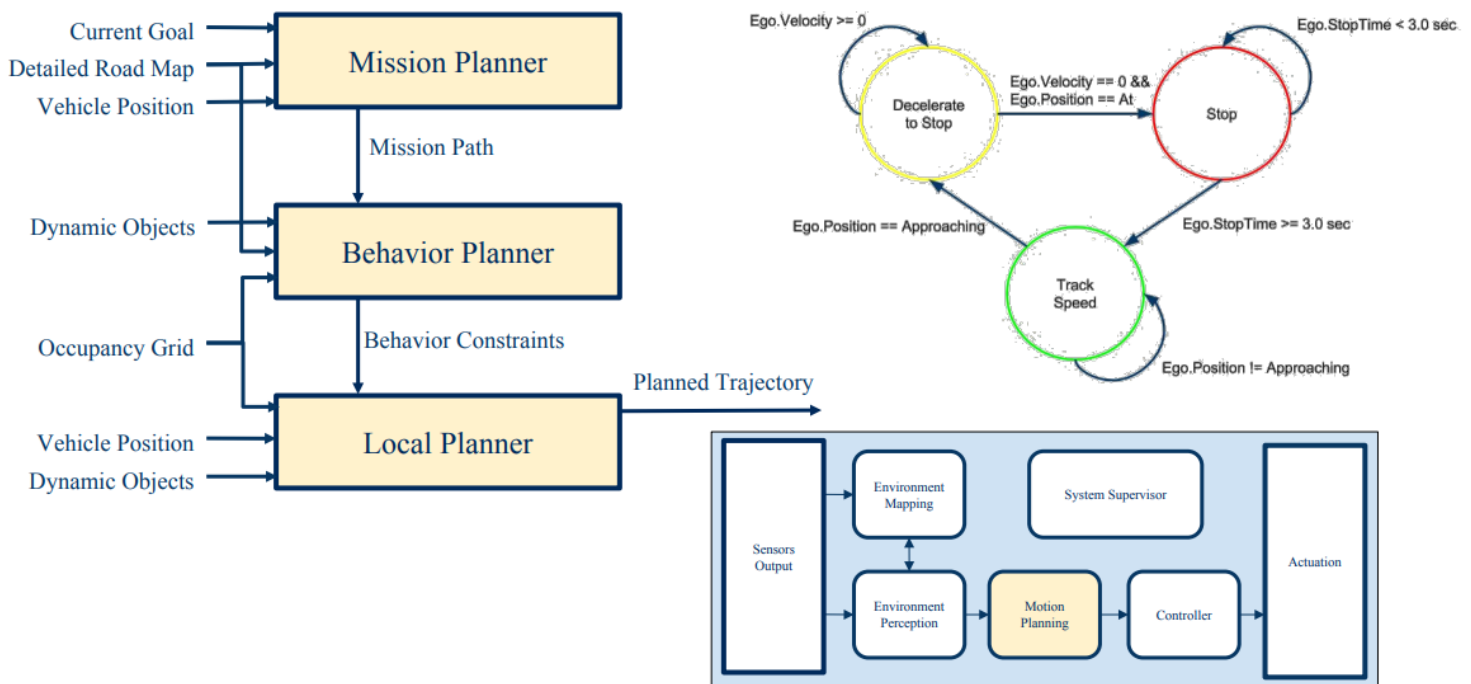 Current Goal
Detailed Road Map
Vehicle Position
Mission Planner
Mission Path
Dynamic Objects
Behavior Planner
Occupancy Grid
Behavior Constraints
Vehicle Position
Dynamic Objects
Local Planner
Planned Trajectory
Ego.Velocity >= 0
Ego.StopTime < 3.0 sec
Decelerate
to Stop
Ego.Velocity == 0 &&
Ego.Position == At
Stop
Ego.Position == Approaching
Ego.StopTime >= 3.0 sec
Track
Speed
Ego.Position != Approaching
Sensors
Output
Environment
Mapping
System Supervisor
Environment
Perception
Motion
Planning
Controller
Actuation